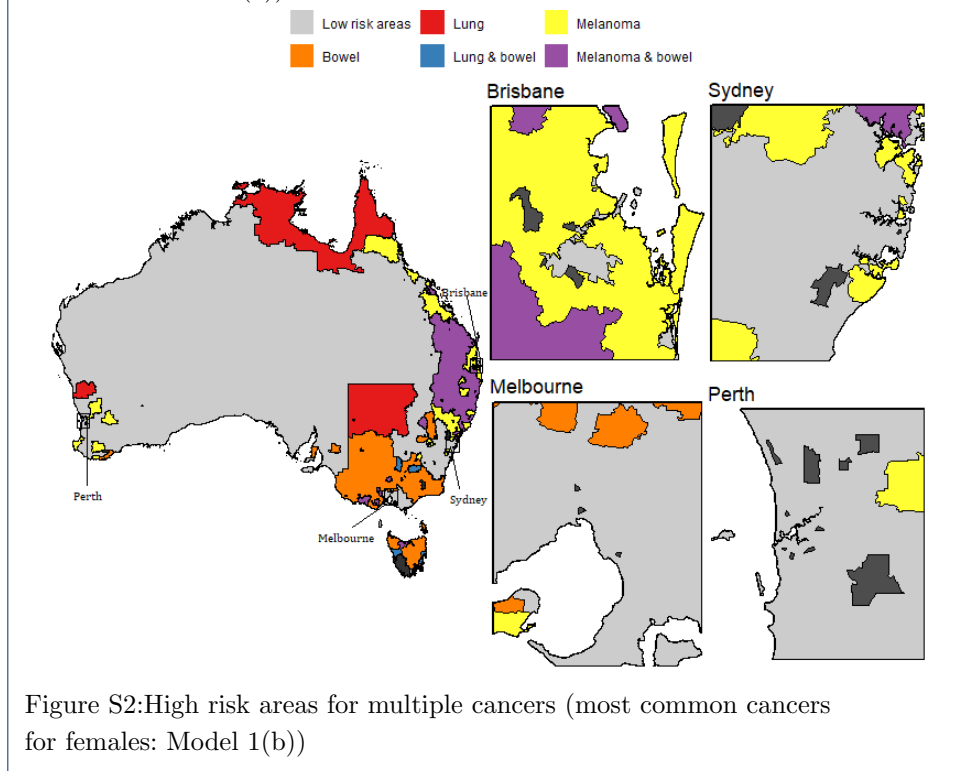 Low risk areas Lung Melanoma
Bowel Lung & bowel Melanoma & bowel
Brisbane
Sydney
Brisbane
Melbourne
Perth
Perth
Sydney
Melbourne
Figure S2:High risk areas for multiple cancers (most common cancers
for females: Model 1(b))